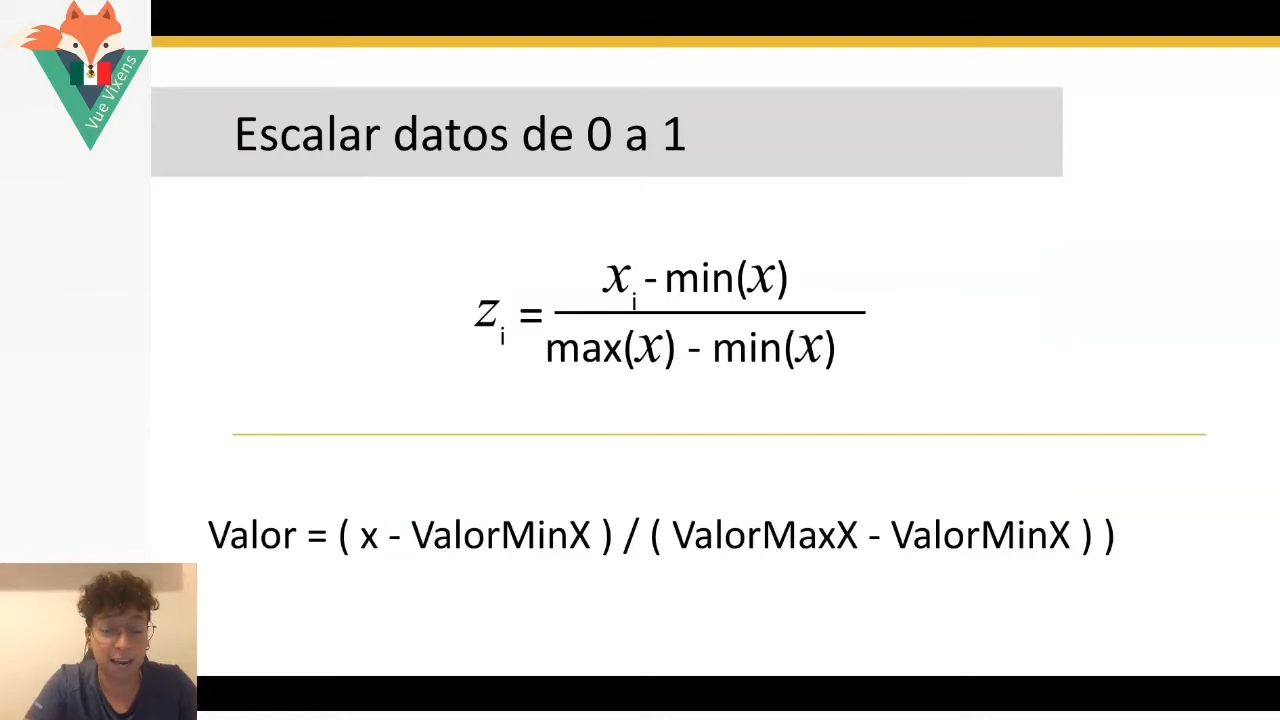 Vue Vixens
Escalar datos de 0 a 1
zᵢ = xᵢ - min(x) / max(x) - min(x)
Valor = ( x - ValorMinX ) / ( ValorMaxX - ValorMinX ) )